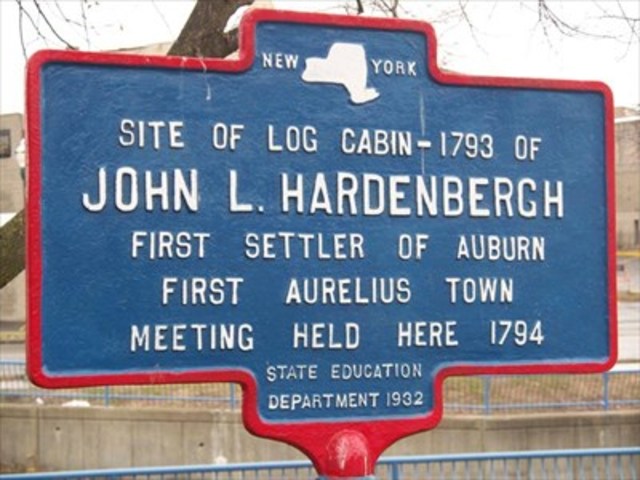 NEW YORK
SITE OF LOG CABIN-1793 OF
JOHN L. HARDENBERGH
FIRST SETTLER OF AUBURN
FIRST AURELIUS TOWN
MEETING HELD HERE 1794
STATE EDUCATION
DEPARTMENT 1932